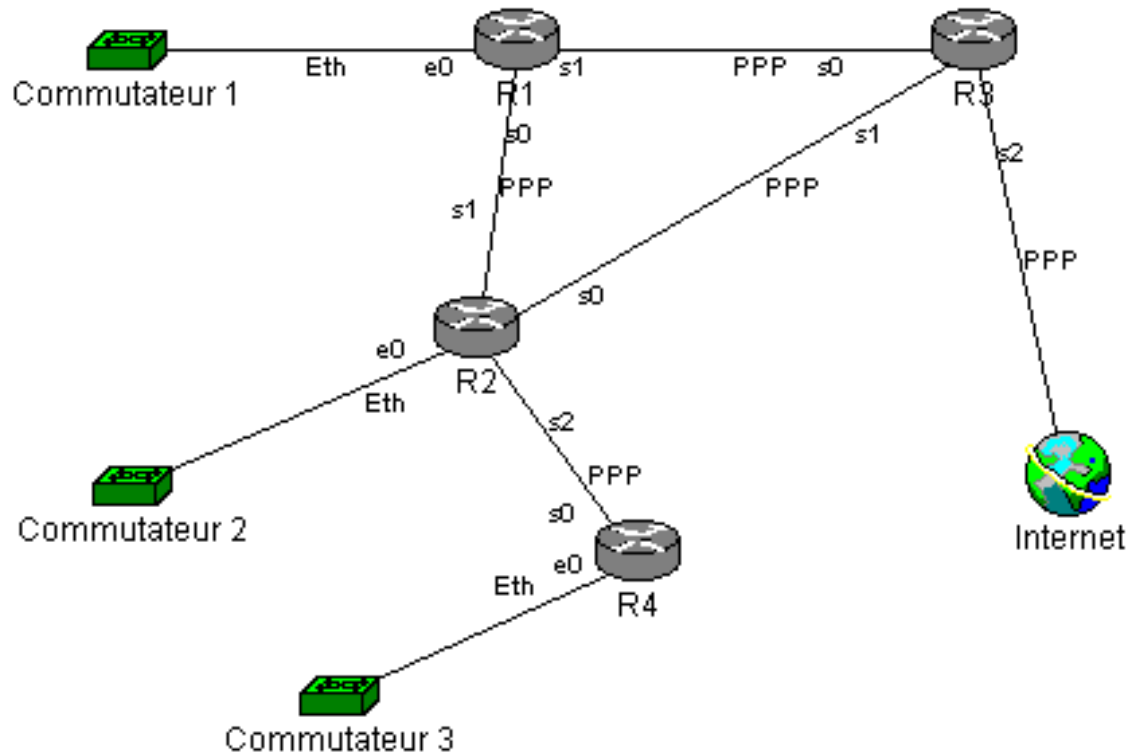 Commutateur 1
Eth
e0
R1
s1
PPP
s0
R3
s0
PPP
s1
s1
PPP
s2
PPP
s0
R2
e0
Eth
s2
PPP
Commutateur 2
s0
e0
R4
Eth
Internet
Commutateur 3